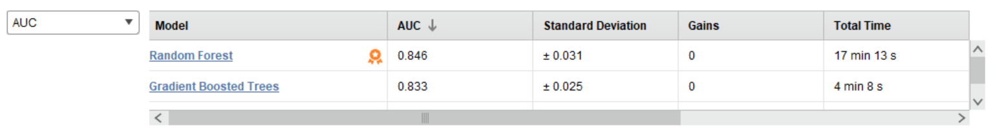 AUC
Model AUC Standard Deviation Gains Total Time
Random Forest 0.846 ± 0.031 0 17 min 13 s
Gradient Boosted Trees 0.833 ± 0.025 0 4 min 8 s